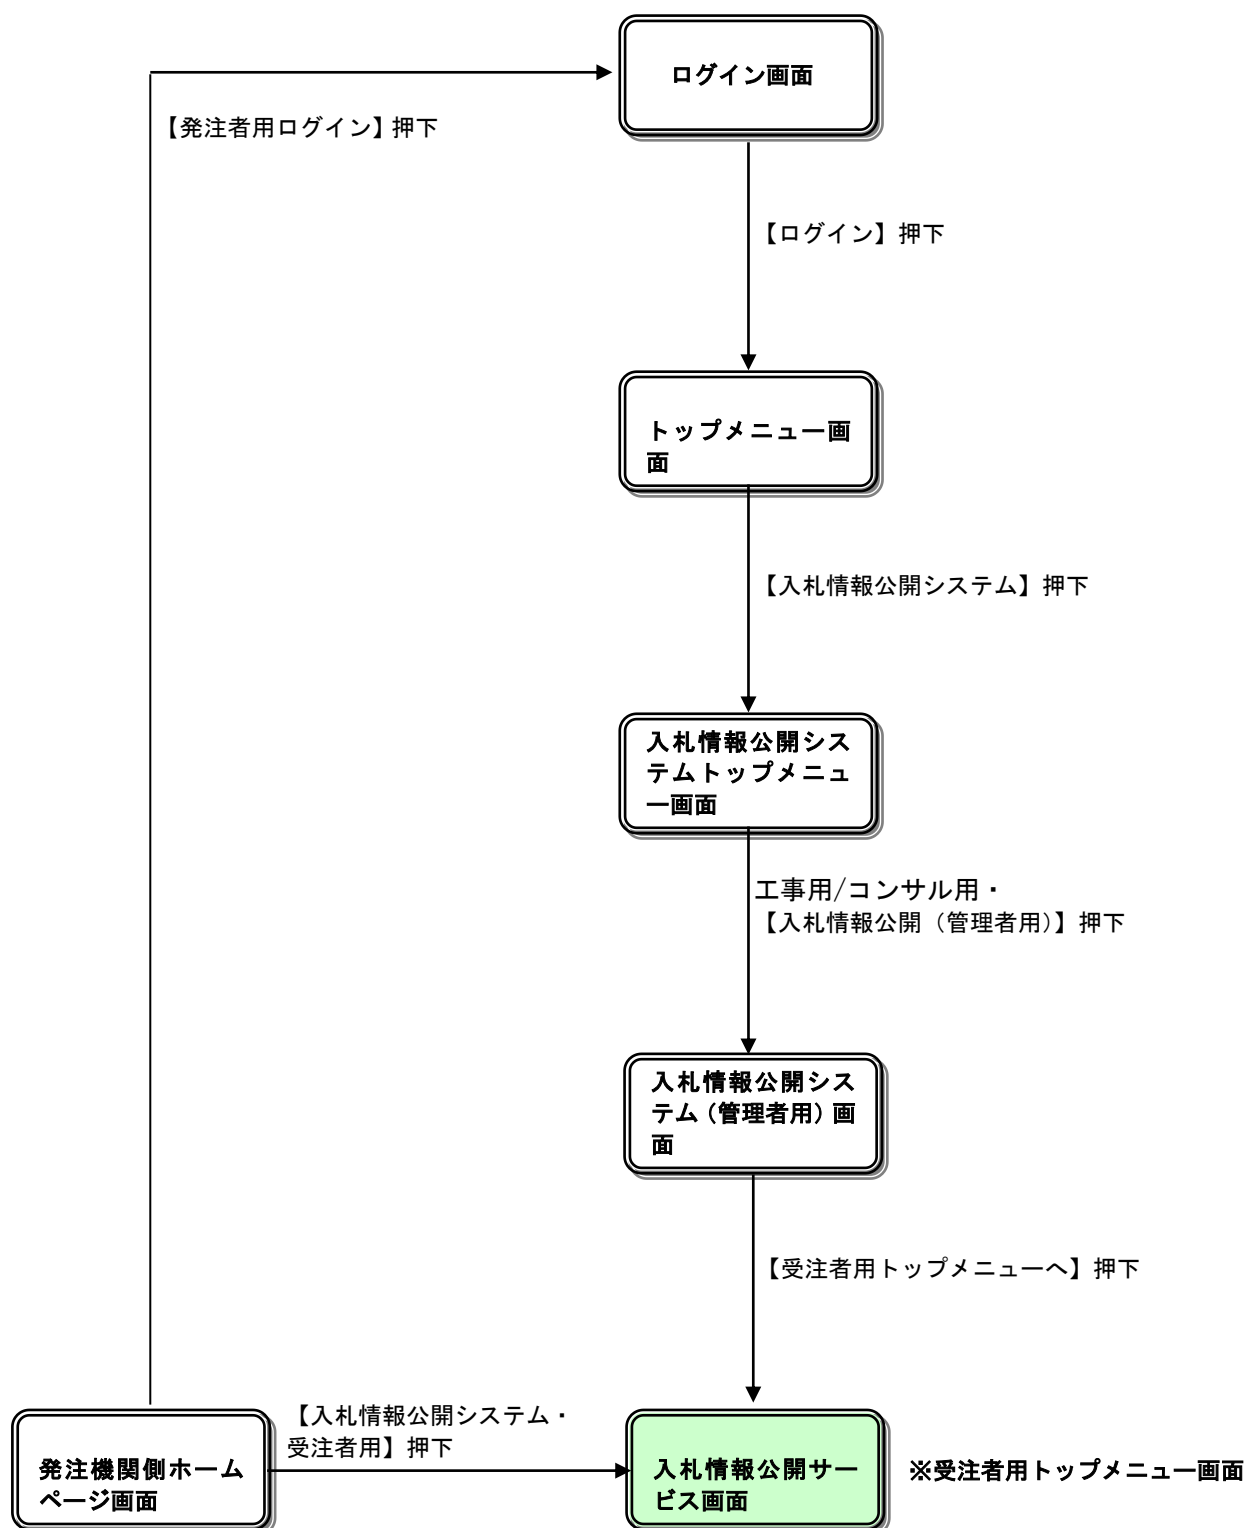 ログイン画面
【発注者用ログイン】押下
【ログイン】押下
トップメニュー画
面
【入札情報公開システム】押下
入札情報公開シス
テムトップメニュ
ー画面
工事用/コンサル用・
【入札情報公開（管理者用）】押下
入札情報公開シス
テム（管理者用）画
面
【受注者用トップメニューへ】押下
【入札情報公開システム・
受注者用】押下
発注機関側ホーム
ページ画面
入札情報公開サー
ビス画面
※受注者用トップメニュー画面